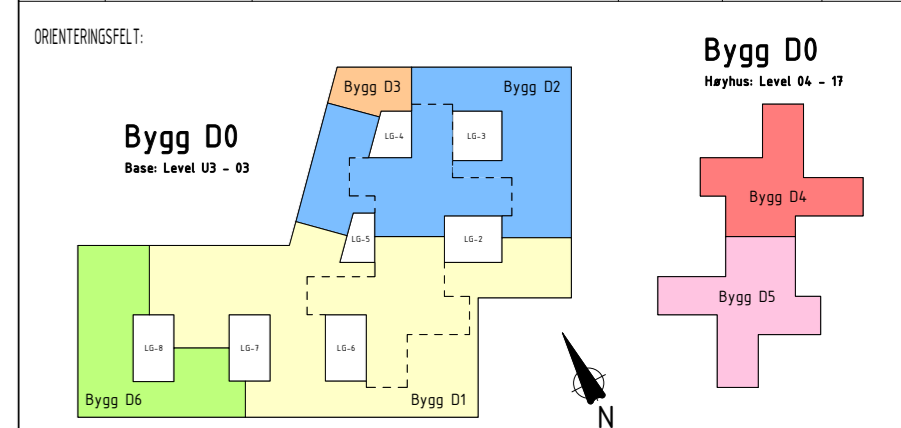 ORIENTERINGSFELT:
Bygg D0
Base: Level U3 - 03
Bygg D3
Bygg D2
LG-4
LG-3
LG-5
LG-2
LG-8
LG-7
LG-6
Bygg D6
Bygg D1
N
Bygg D0
Høyhus: Level 04 - 17
Bygg D4
Bygg D5